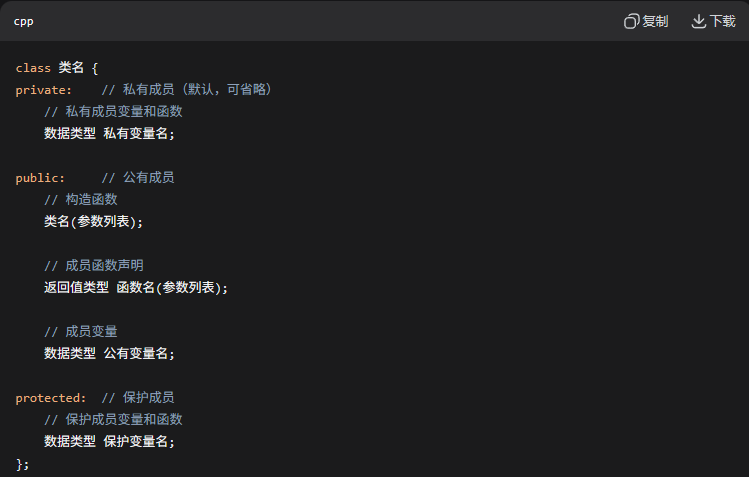 cpp
复制
下载
class 类名 {
private:    // 私有成员（默认，可省略）
    // 私有成员变量和函数
    数据类型 私有变量名;

public:     // 公有成员
    // 构造函数
    类名(参数列表);

    // 成员函数声明
    返回值类型 函数名(参数列表);

    // 成员变量
    数据类型 公有变量名;

protected:  // 保护成员
    // 保护成员变量和函数
    数据类型 保护变量名;
};